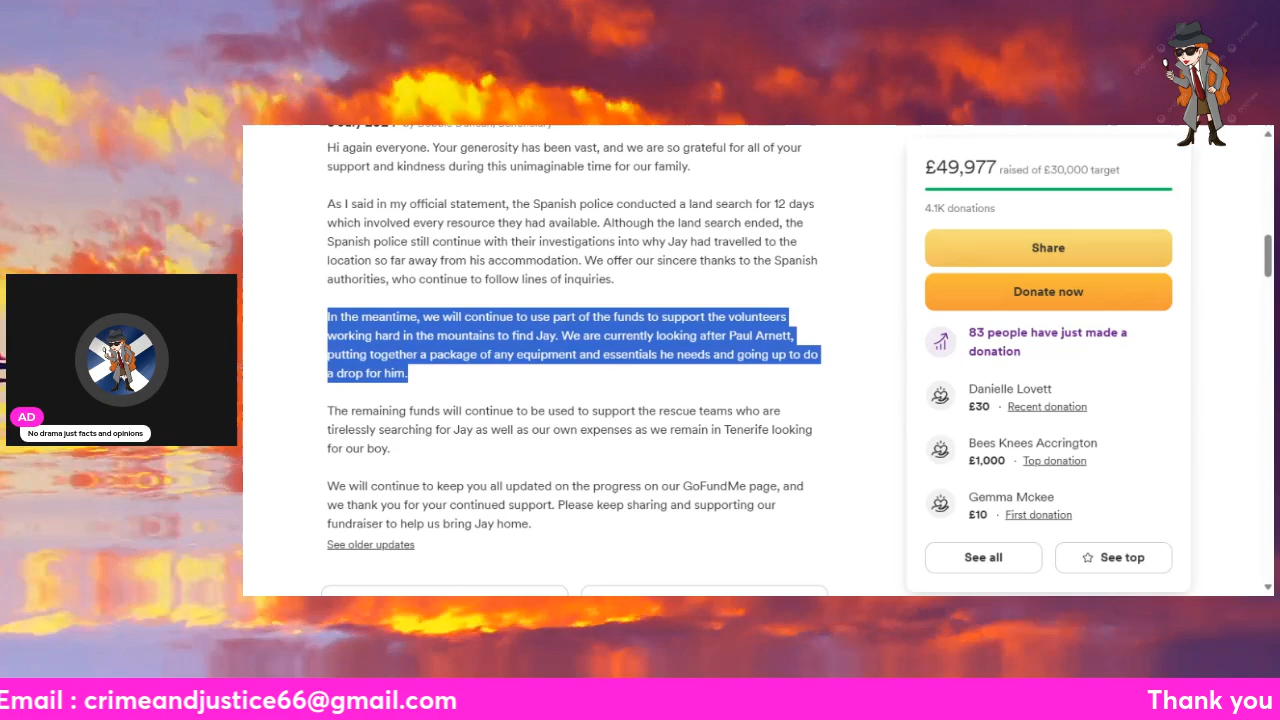 Hi again everyone. Your generosity has been vast, and we are so grateful for all of your
support and kindness during this unimaginable time for our family.
As I said in my official statement, the Spanish police conducted a land search for 12 days
which involved every resource they had available. Although the land search ended, the
Spanish police still continue with their investigations into why Jay had travelled to the
location so far away from his accommodation. We offer our sincere thanks to the Spanish
authorities, who continue to follow lines of inquiries.
In the meantime, we will continue to use part of the funds to support the volunteers
working hard in the mountains to find Jay. We are currently looking after Paul Arnett,
putting together a package of any equipment and essentials he needs and going up to do
a drop for him.
The remaining funds will continue to be used to support the rescue teams who are
tirelessly searching for Jay as well as our own expenses as we remain in Tenerife looking
for our boy.
We will continue to keep you all updated on the progress on our GoFundMe page, and
we thank you for your continued support. Please keep sharing and supporting our
fundraiser to help us bring Jay home.
See older updates
£49,977 raised of £30,000 target
4.1K donations
Share
Donate now
83 people have just made a
donation
Danielle Lovett
£30 · Recent donation
Bees Knees Accrington
£1,000 · Top donation
Gemma Mckee
£10 · First donation
See all
See top
AD
No drama just facts and opinions
Email : crimeandjustice66@gmail.com
Thank you